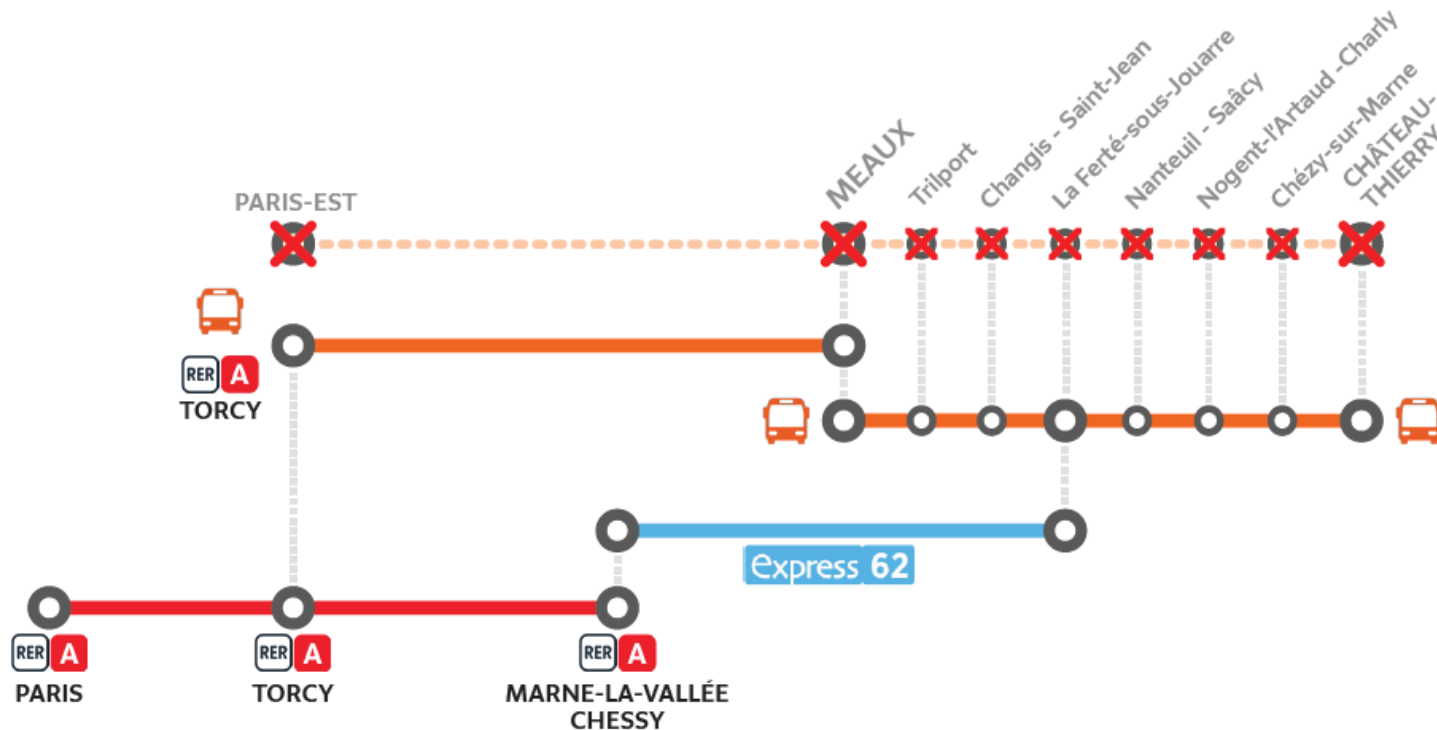 PARIS-EST
MEAUX
Trilport
Changis - Saint-Jean
La Ferté-sous-Jouarre
Nanteuil - Saâcy
Nogent-l'Artaud -Charly
Chézy-sur-Marne
CHÂTEAU-
THIERRY
RER A
TORCY
express 62
RER A
PARIS
RER A
TORCY
RER A
MARNE-LA-VALLÉE
CHESSY